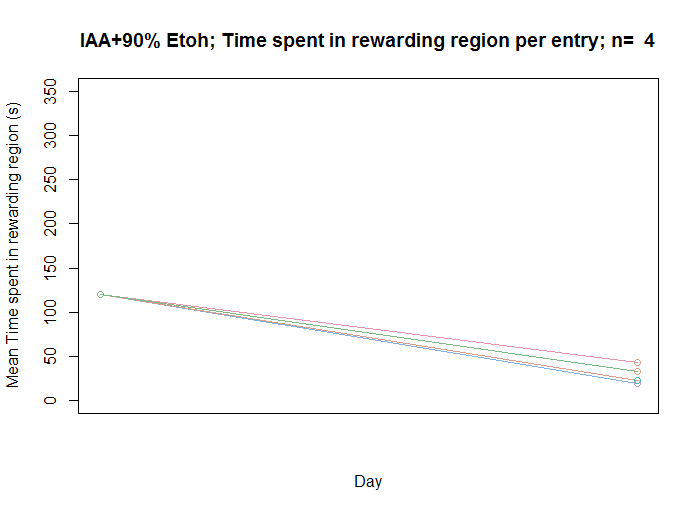 IAA+90% Etoh; Time spent in rewarding region per entry; n=  4
Mean Time spent in rewarding region (s)
350
300
250
200
150
100
50
0
Day